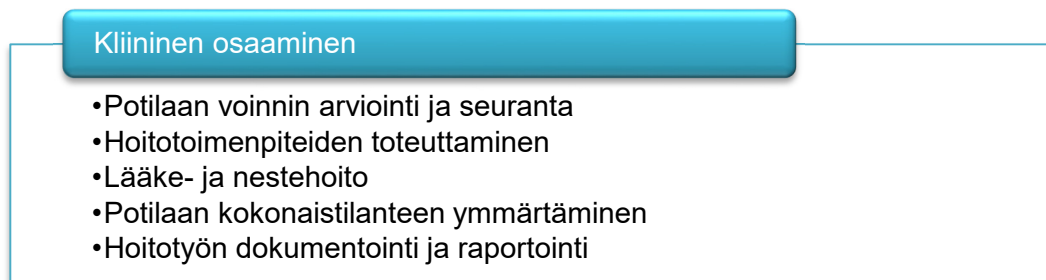 Kliininen osaaminen
•Potilaan voinnin arviointi ja seuranta
•Hoitotoimenpiteiden toteuttaminen
•Lääke- ja nestehoito
•Potilaan kokonaistilanteen ymmärtäminen
•Hoitotyön dokumentointi ja raportointi